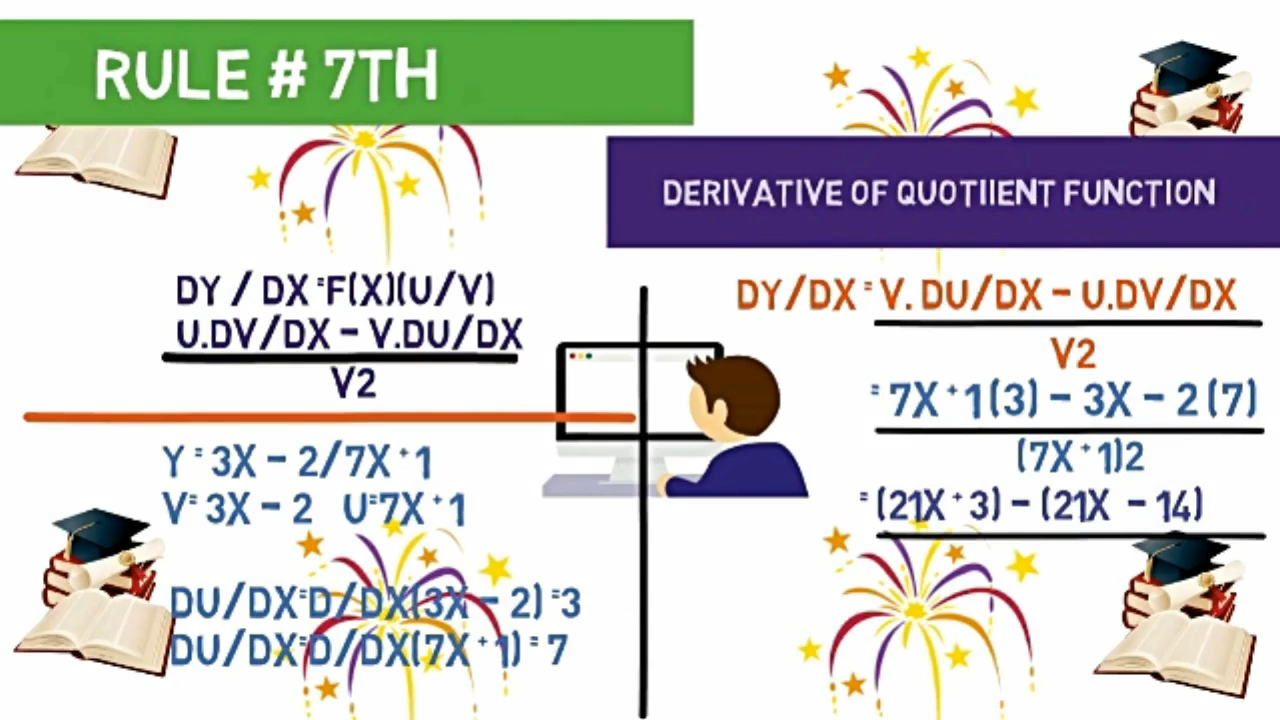 RULE # 7TH
DERIVATIVE OF QUOTIIENT FUNCTION
DY / DX =F(X)(U/V)
U.DV/DX - V.DU/DX
V2
Y = 3X - 2/7X + 1
V= 3X - 2 U=7X + 1
DU/DX=D/DX(3X - 2) =3
DU/DX=D/DX(7X + 1) = 7
DY/DX = V. DU/DX - U.DV/DX
V2
= 7X + 1 (3) - 3X - 2 (7)
(7X + 1)2
= (21X + 3) - (21X - 14)